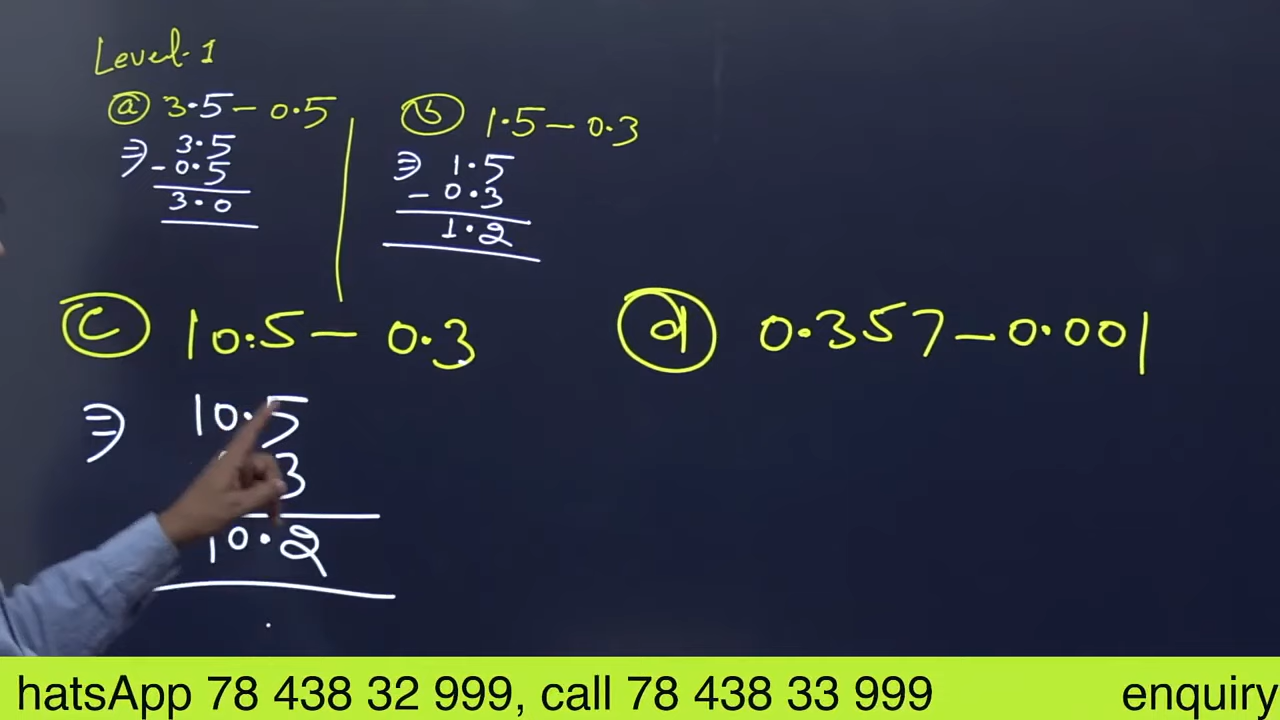 Level-1
ⓐ 3.5 - 0.5
⇒ 3.5
- 0.5
3.0
ⓑ 1.5 - 0.3
⇒ 1.5
- 0.3
1.2
ⓒ 10.5 - 0.3
⇒ 10.5
3
10.2
ⓓ 0.357 - 0.001
hatsApp 78 438 32 999, call 78 438 33 999 enquiry